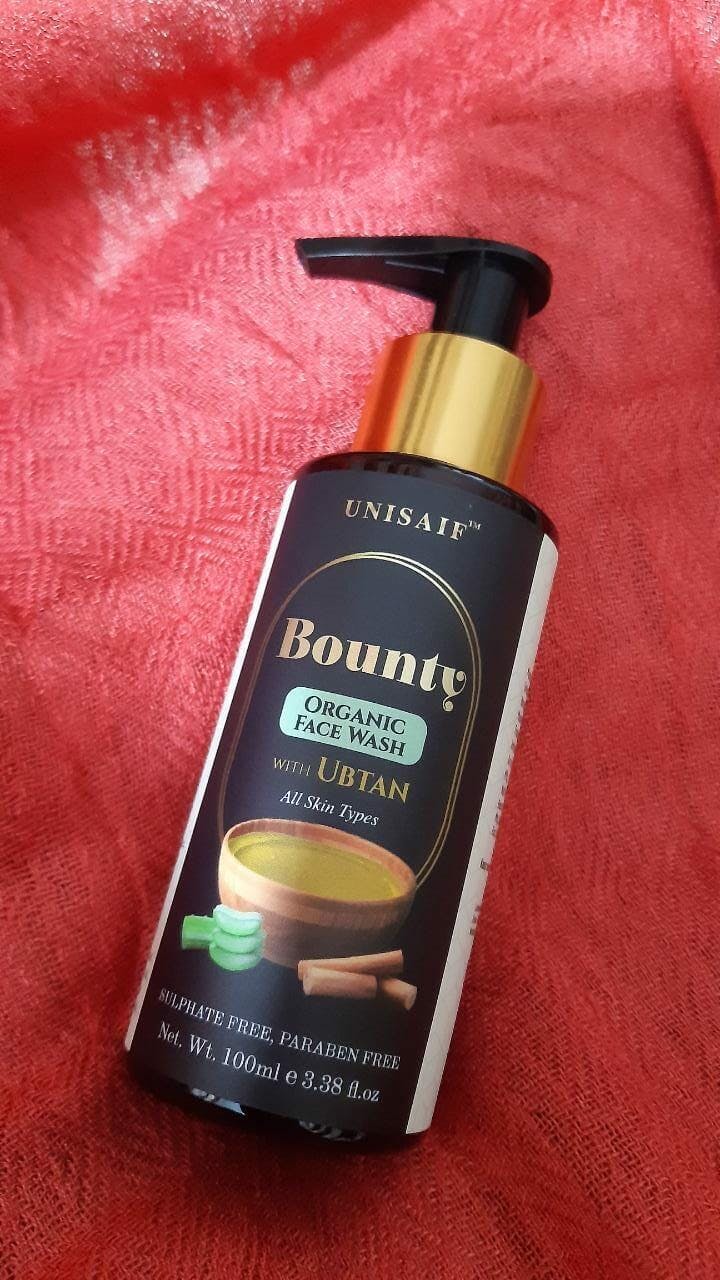 UNISAIF™
Bounty
ORGANIC
FACE WASH
WITH UBTAN
All Skin Types
SULPHATE FREE, PARABEN FREE
Net. Wt. 100ml e 3.38 fl.oz